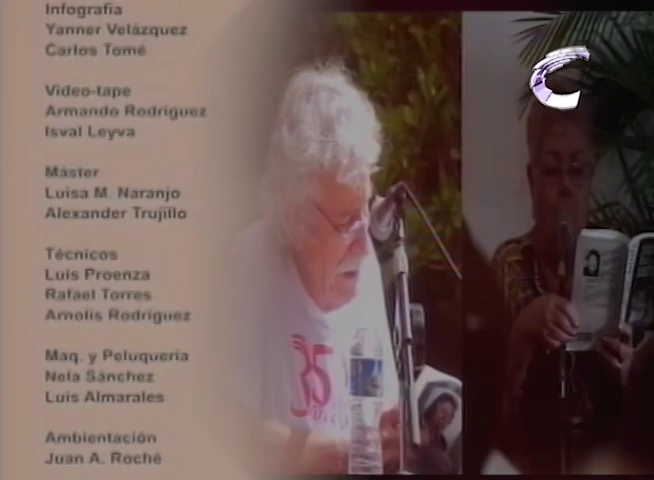 Infografía
Yanner Velázquez
Carlos Tomé
Video-tape
Armando Rodríguez
Isval Leyva
Máster
Luisa M. Naranjo
Alexander Trujillo
Técnicos
Luis Proenza
Rafael Torres
Arnolis Rodríguez
Maq. y Peluquería
Nela Sánchez
Luis Almarales
Ambientación
Juan A. Roché
C
35